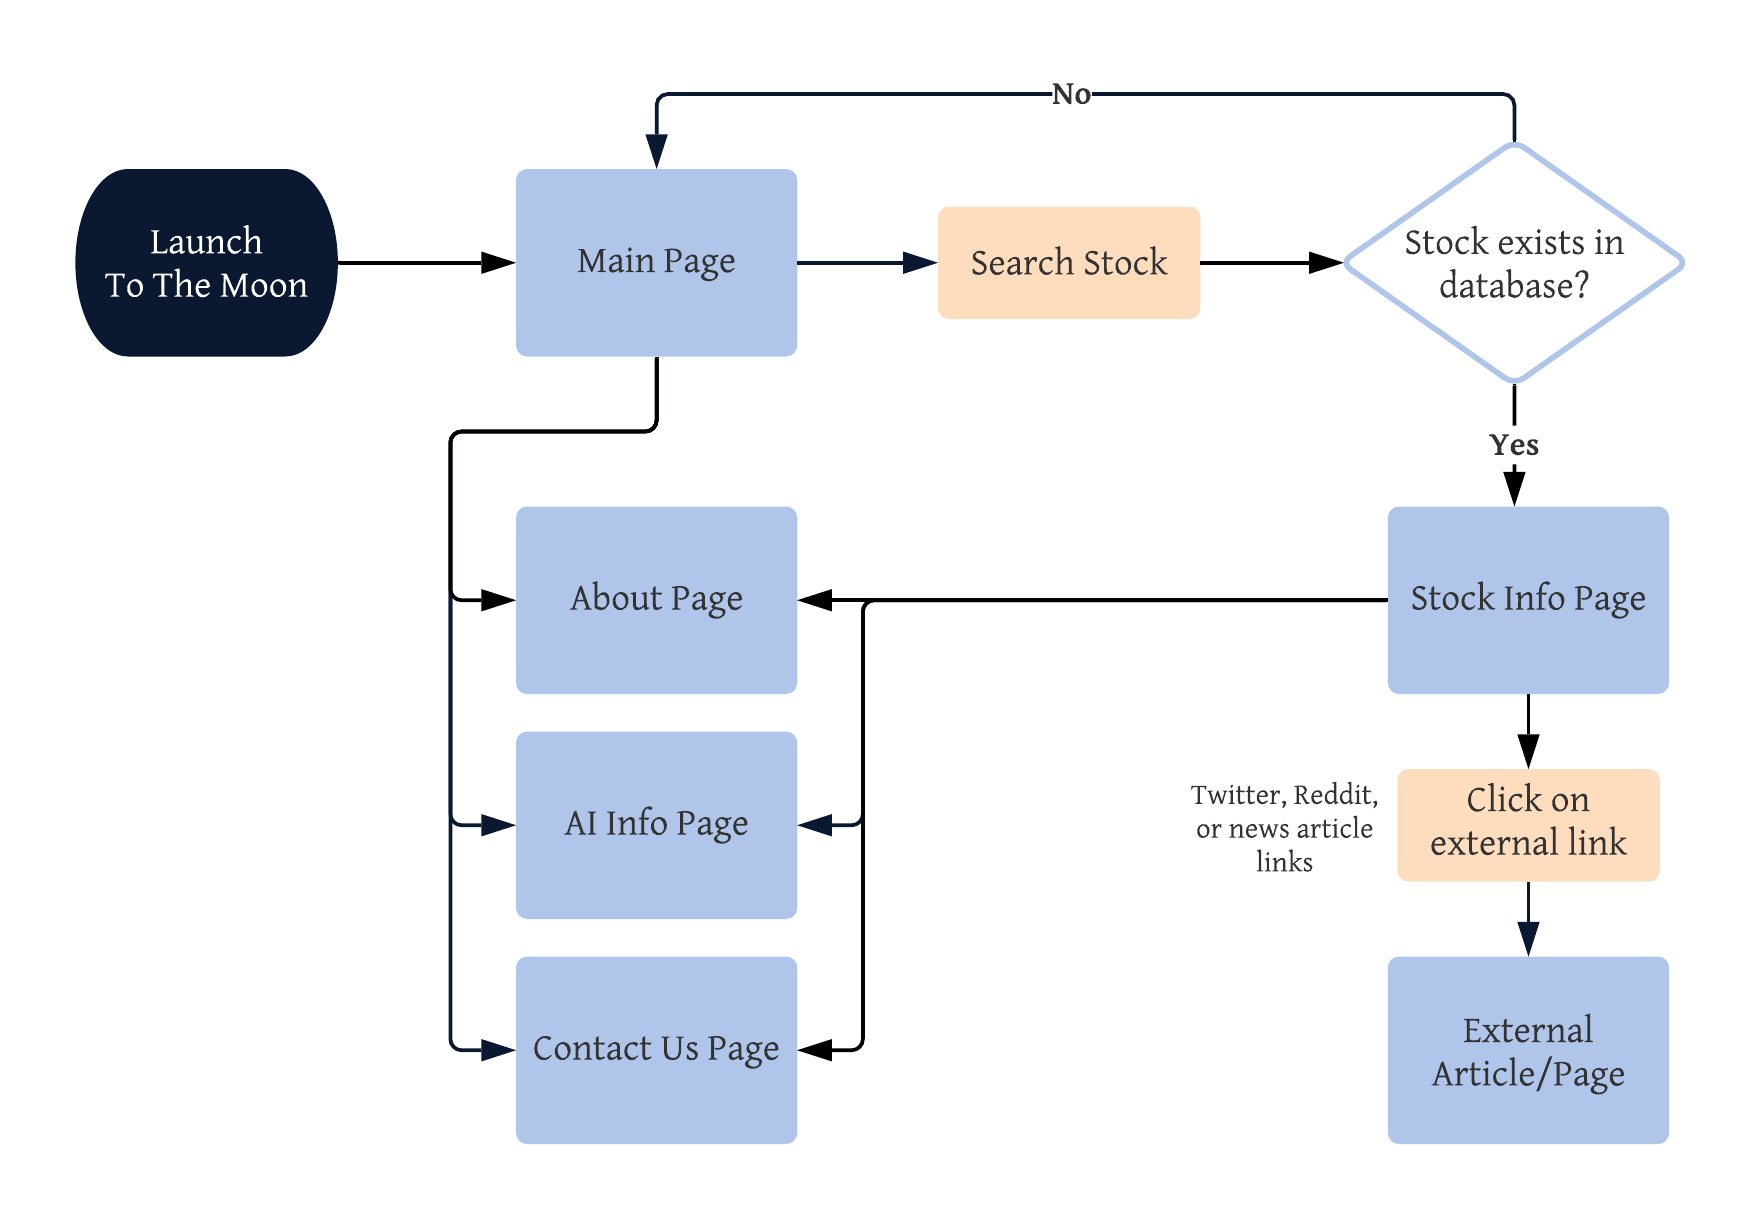 No
Launch
To The Moon
Main Page
Search Stock
Stock exists in
database?
Yes
About Page
Stock Info Page
AI Info Page
Twitter, Reddit,
or news article
links
Click on
external link
Contact Us Page
External
Article/Page